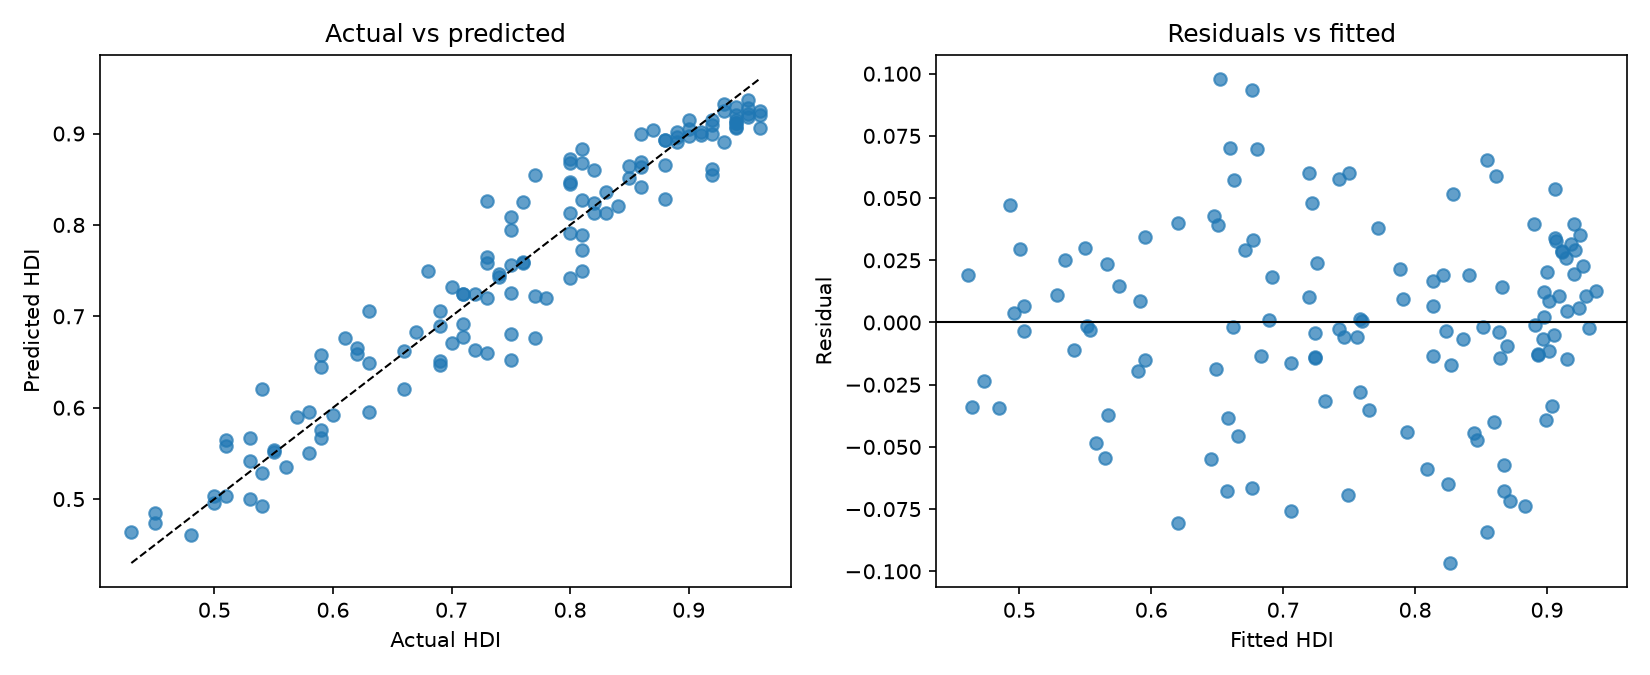 Actual vs predicted
Predicted HDI
0.9
0.8
0.7
0.6
0.5
0.5 0.6 0.7 0.8 0.9
Actual HDI
Residuals vs fitted
Residual
0.100
0.075
0.050
0.025
0.000
−0.025
−0.050
−0.075
−0.100
0.5 0.6 0.7 0.8 0.9
Fitted HDI